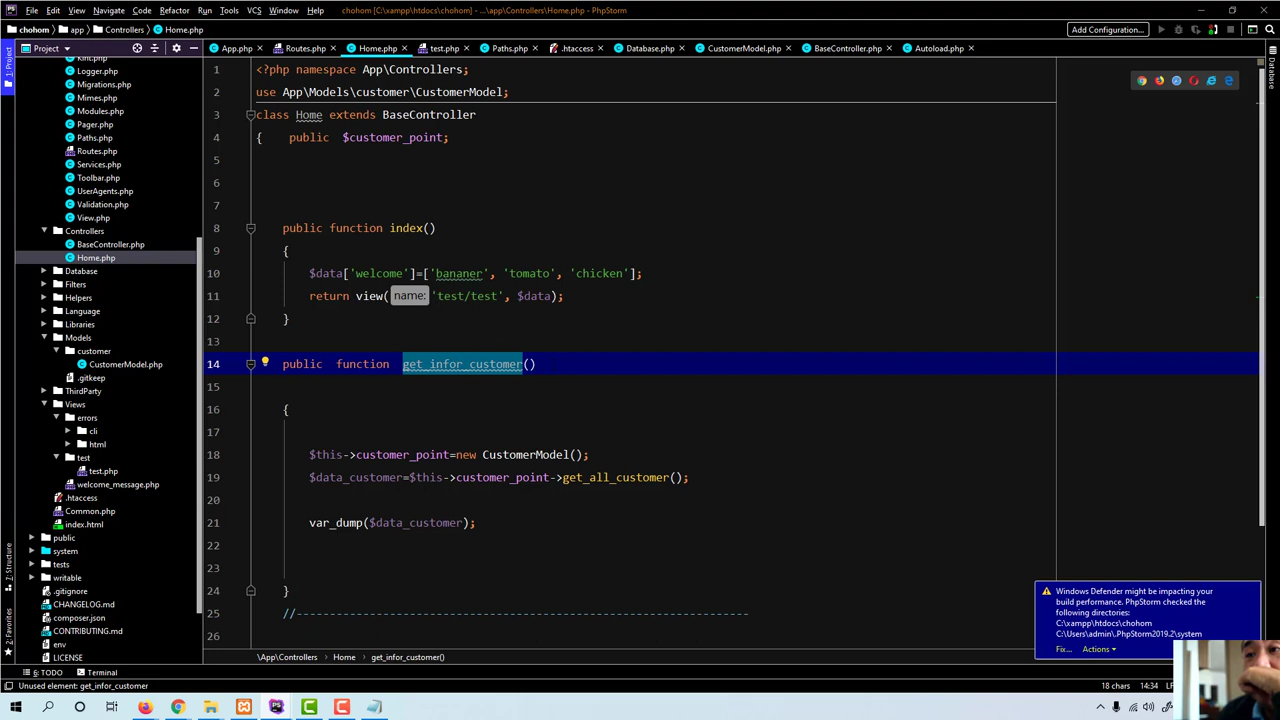 PS File Edit View Navigate Code Refactor Run Tools VCS Window Help chohom [C:\xampp\htdocs\chohom] - ...\app\Controllers\Home.php - PhpStorm
chohom app Controllers Home.php Add Configuration...
Project App.php Routes.php Home.php test.php Paths.php .htaccess Database.php CustomerModel.php BaseController.php Autoload.php
1: Project
Z: Structure
2: Favorites
Database
Kint.php
Logger.php
Migrations.php
Mimes.php
Modules.php
Pager.php
Paths.php
Routes.php
Services.php
Toolbar.php
UserAgents.php
Validation.php
View.php
Controllers
BaseController.php
Home.php
Database
Filters
Helpers
Language
Libraries
Models
customer
CustomerModel.php
.gitkeep
ThirdParty
Views
errors
cli
html
test
test.php
welcome_message.php
.htaccess
Common.php
index.html
public
system
tests
writable
.gitignore
CHANGELOG.md
composer.json
CONTRIBUTING.md
env
LICENSE
1 <?php namespace App\Controllers;
2 use App\Models\customer\CustomerModel;
3 class Home extends BaseController
4 { public $customer_point;
5
6
7
8 public function index()
9 {
10 $data['welcome']=['bananer', 'tomato', 'chicken'];
11 return view( name: 'test/test', $data);
12 }
13
14 public function get_infor_customer()
15
16 {
17
18 $this->customer_point=new CustomerModel();
19 $data_customer=$this->customer_point->get_all_customer();
20
21 var_dump($data_customer);
22
23
24 }
25 //--------------------------------------------------------------------
26
Windows Defender might be impacting your
build performance. PhpStorm checked the
following directories:
C:\xampp\htdocs\chohom
C:\Users\admin\.PhpStorm2019.2\system
Fix... Actions
\App\Controllers Home get_infor_customer()
6: TODO Terminal
Unused element: get_infor_customer 18 chars 14:34